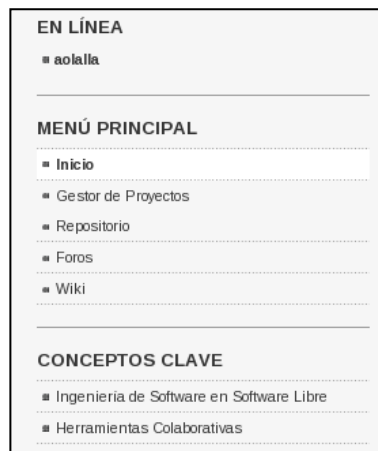 EN LÍNEA
aolalla
MENÚ PRINCIPAL
Inicio
Gestor de Proyectos
Repositorio
Foros
Wiki
CONCEPTOS CLAVE
Ingenieria de Software en Software Libre
Herramientas Colaborativas